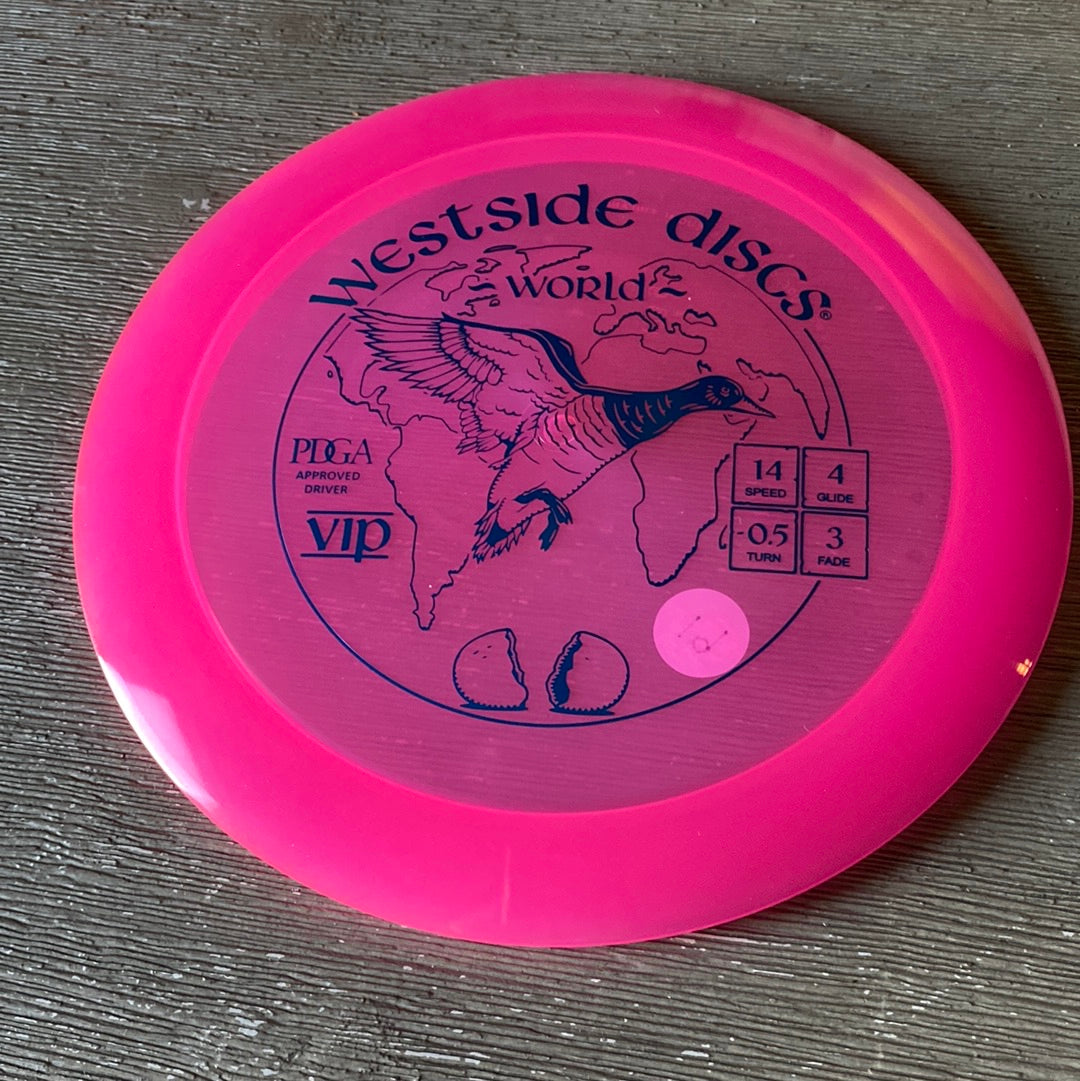 WESTSIDE DISCS®
~ WORLD ~
PDGA
APPROVED
DRIVER
VIP
14 4
SPEED GLIDE
-0.5 3
TURN FADE